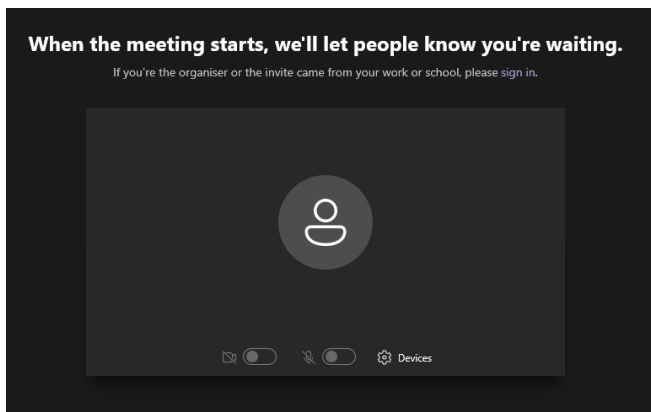 When the meeting starts, we'll let people know you're waiting.
If you're the organiser or the invite came from your work or school, please sign in.
Devices